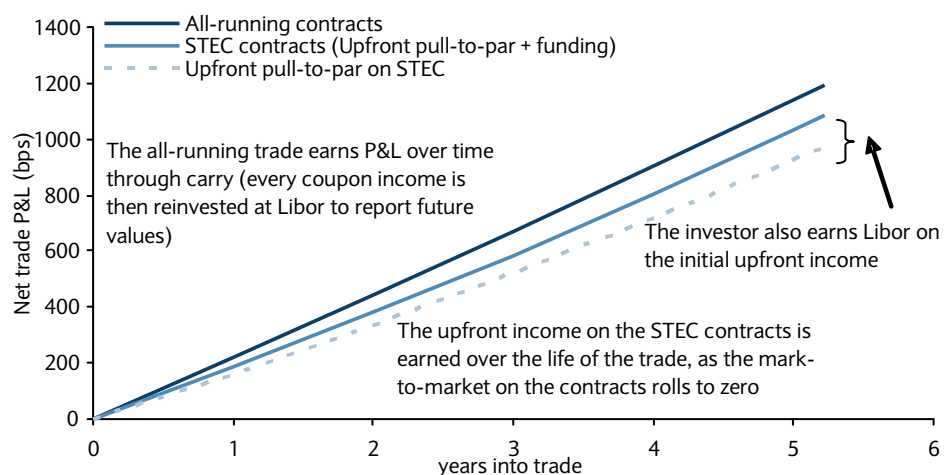 1400
All-running contracts
STEC contracts (Upfront pull-to-par + funding)
1200
Upfront pull-to-par on STEC
1000
The all-running trade earns P&L over time
through carry (every coupon income is
then reinvested at Libor to report future
values)
800
600
The investor also earns Libor on
the initial upfront income
400
The upfront income on the STEC contracts is
earned over the life of the trade, as the mark-
to-market on the contracts rolls to zero
200
0
Net trade P&L (bps)
0 1 2 3 4 5 6
years into trade